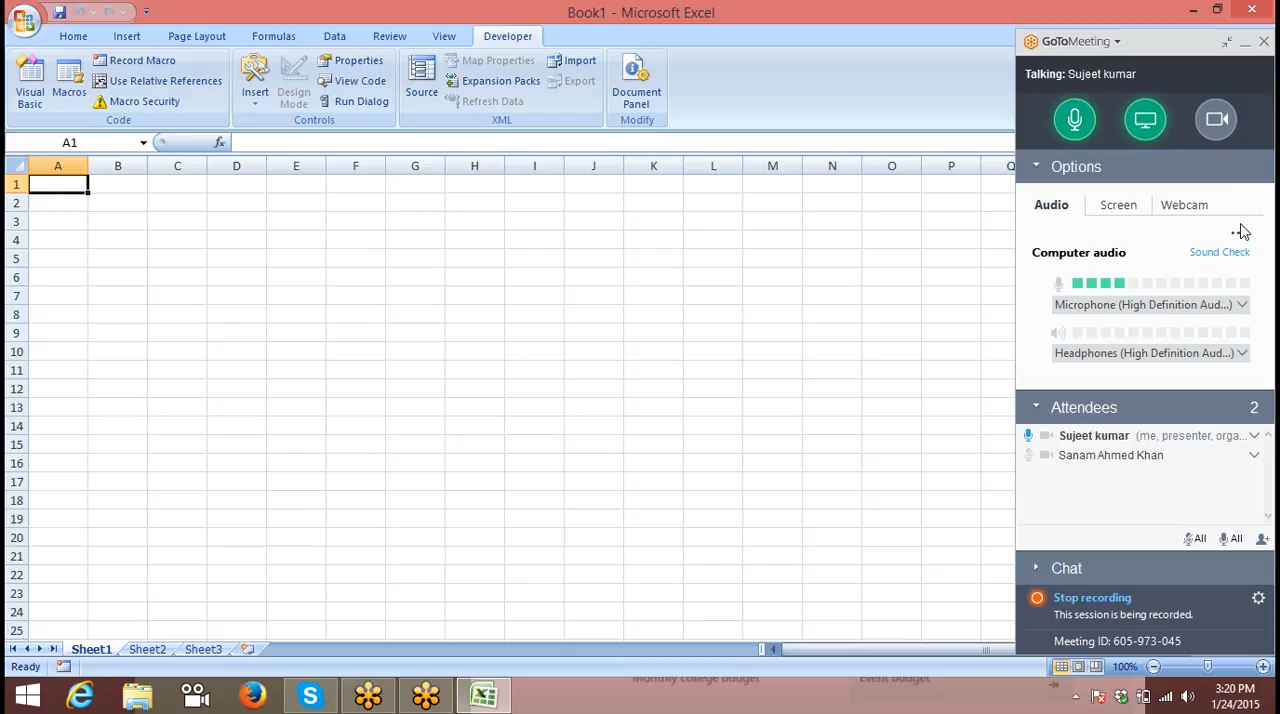 Book1 - Microsoft Excel
Home Insert Page Layout Formulas Data Review View Developer
Visual Basic
Macros
Record Macro
Use Relative References
Macro Security
Code
Insert
Design Mode
Properties
View Code
Run Dialog
Controls
Source
Map Properties
Expansion Packs
Refresh Data
Import
Export
XML
Document Panel
Modify
A1
fx
A B C D E F G H I J K L M N O P Q
1
2
3
4
5
6
7
8
9
10
11
12
13
14
15
16
17
18
19
20
21
22
23
24
25
Sheet1 Sheet2 Sheet3
Ready
100%
GoToMeeting
Talking: Sujeet kumar
Options
Audio Screen Webcam
Computer audio Sound Check
Microphone (High Definition Aud...)
Headphones (High Definition Aud...)
Attendees 2
Sujeet kumar (me, presenter, orga...
Sanam Ahmed Khan
All All
Chat
Stop recording
This session is being recorded.
Meeting ID: 605-973-045
Monthly college budget Event budget
3:20 PM
1/24/2015